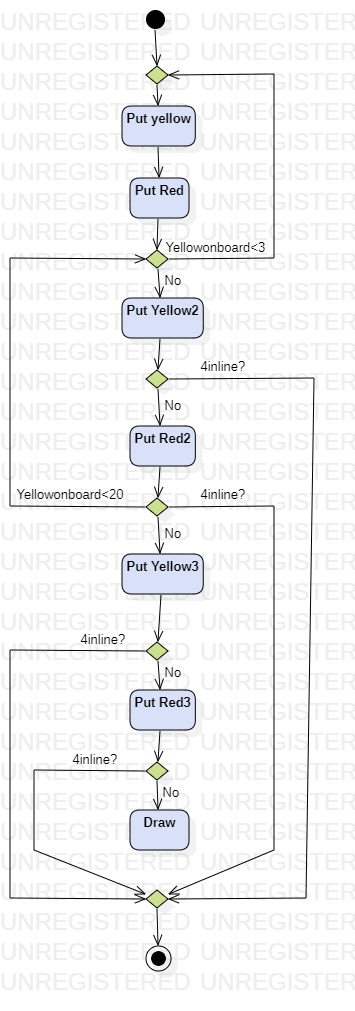 Put yellow
Put Red
Yellowonboard<3
No
Put Yellow2
4inline?
No
Put Red2
Yellowonboard<20
4inline?
No
Put Yellow3
4inline?
No
Put Red3
4inline?
No
Draw
UNREGISTERED